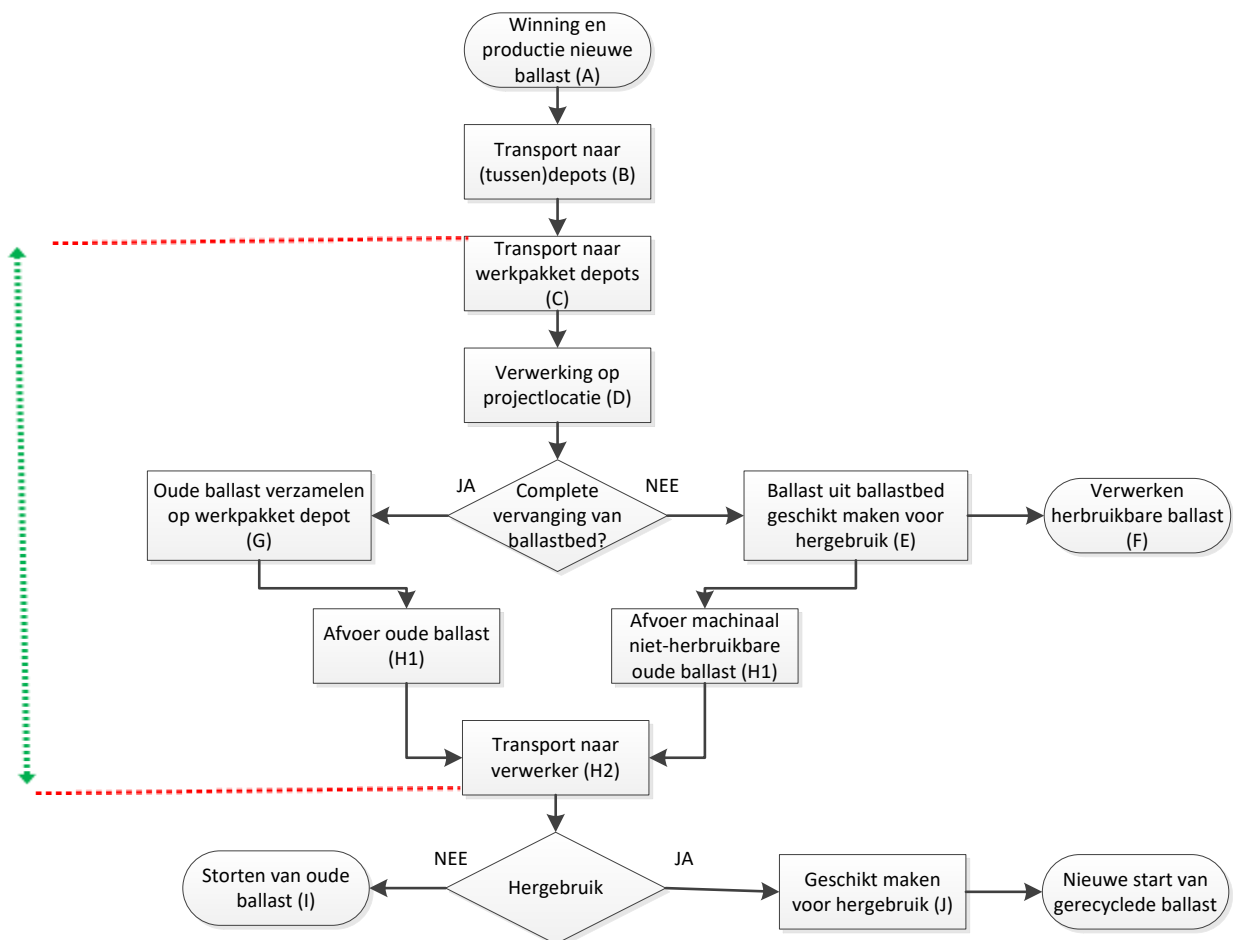 Winning en
productie nieuwe
ballast (A)
Transport naar
(tussen)depots (B)
Transport naar
werkpakket depots
(C)
Verwerking op
projectlocatie (D)
JA
Complete
vervanging van
ballastbed?
NEE
Oude ballast verzamelen
op werkpakket depot
(G)
Ballast uit ballastbed
geschikt maken voor
hergebruik (E)
Verwerken
herbruikbare ballast
(F)
Afvoer oude ballast
(H1)
Afvoer machinaal
niet-herbruikbare
oude ballast (H1)
Transport naar
verwerker (H2)
NEE
Hergebruik
JA
Storten van oude
ballast (I)
Geschikt maken
voor hergebruik (J)
Nieuwe start van
gerecyclede ballast